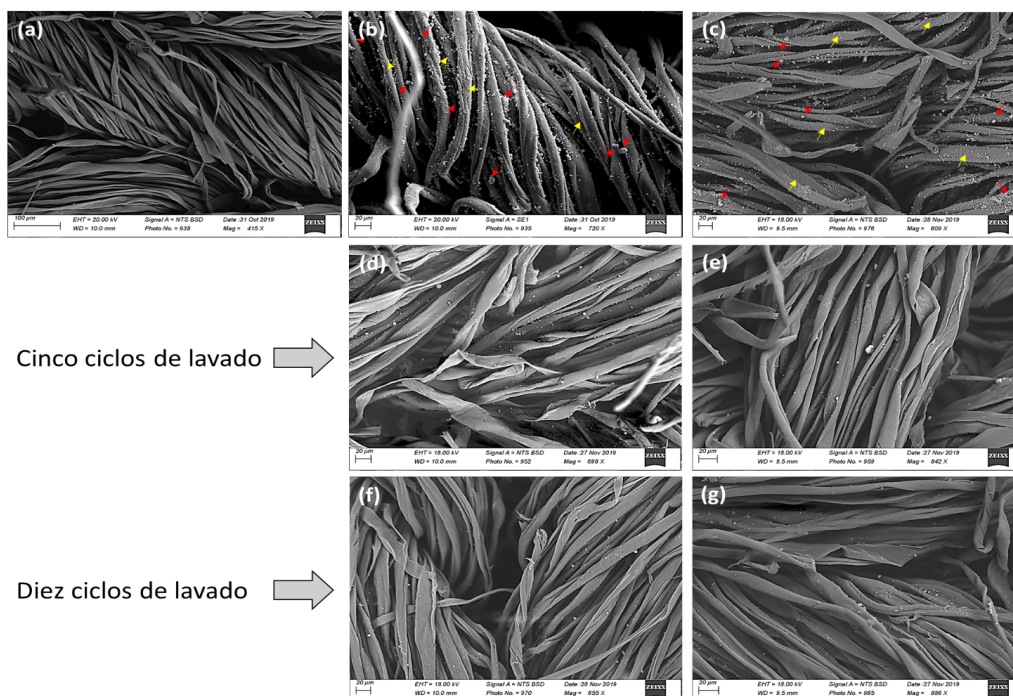 (a)
100 µm
EHT = 20.00 kV Signal A = NTS BSD Date :31 Oct 2019
WD = 10.0 mm Photo No. = 938 Mag = 415 X
ZEISS
(b)
20 µm
EHT = 20.00 kV Signal A = SE1 Date :31 Oct 2019
WD = 10.0 mm Photo No. = 935 Mag = 720 X
ZEISS
(c)
20 µm
EHT = 18.00 kV Signal A = NTS BSD Date :28 Nov 2019
WD = 9.5 mm Photo No. = 976 Mag = 609 X
ZEISS
Cinco ciclos de lavado
(d)
20 µm
EHT = 18.00 kV Signal A = NTS BSD Date :27 Nov 2019
WD = 10.0 mm Photo No. = 952 Mag = 698 X
ZEISS
(e)
20 µm
EHT = 18.00 kV Signal A = NTS BSD Date :27 Nov 2019
WD = 9.5 mm Photo No. = 959 Mag = 842 X
ZEISS
Diez ciclos de lavado
(f)
20 µm
EHT = 18.00 kV Signal A = NTS BSD Date :28 Nov 2019
WD = 10.0 mm Photo No. = 970 Mag = 655 X
ZEISS
(g)
20 µm
EHT = 18.00 kV Signal A = NTS BSD Date :27 Nov 2019
WD = 9.5 mm Photo No. = 965 Mag = 886 X
ZEISS